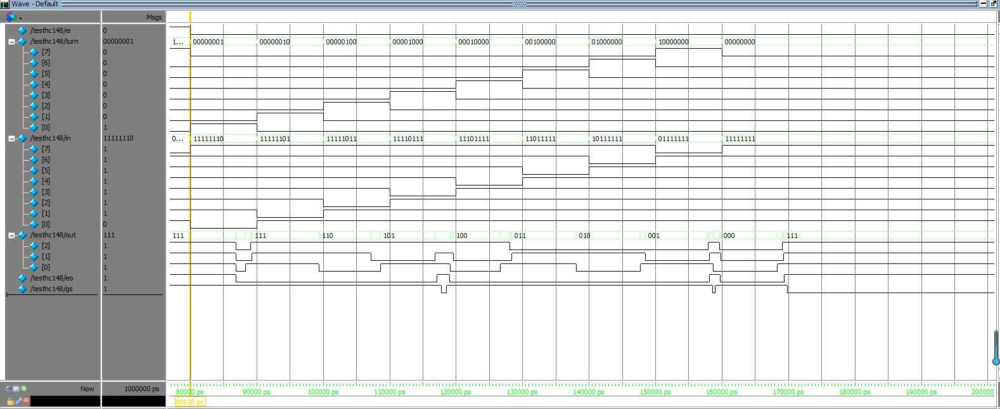 Wave - Default
Msgs
/testhc148/ei 0
/testhc148/turn 00000001 1... 00000001 00000010 00000100 00001000 00010000 00100000 01000000 10000000 00000000
[7] 0
[6] 0
[5] 0
[4] 0
[3] 0
[2] 0
[1] 0
[0] 1
/testhc148/in 11111110 0... 11111110 11111101 11111011 11110111 11101111 11011111 10111111 01111111 11111111
[7] 1
[6] 1
[5] 1
[4] 1
[3] 1
[2] 1
[1] 1
[0] 0
/testhc148/out 111 111 111 110 101 100 011 010 001 000 111
[2] 1
[1] 1
[0] 1
/testhc148/eo 1
/testhc148/gs 1
Now 1000000 ps 80000 ps 90000 ps 100000 ps 110000 ps 120000 ps 130000 ps 140000 ps 150000 ps 160000 ps 170000 ps 180000 ps 190000 ps 200000
80010 ps